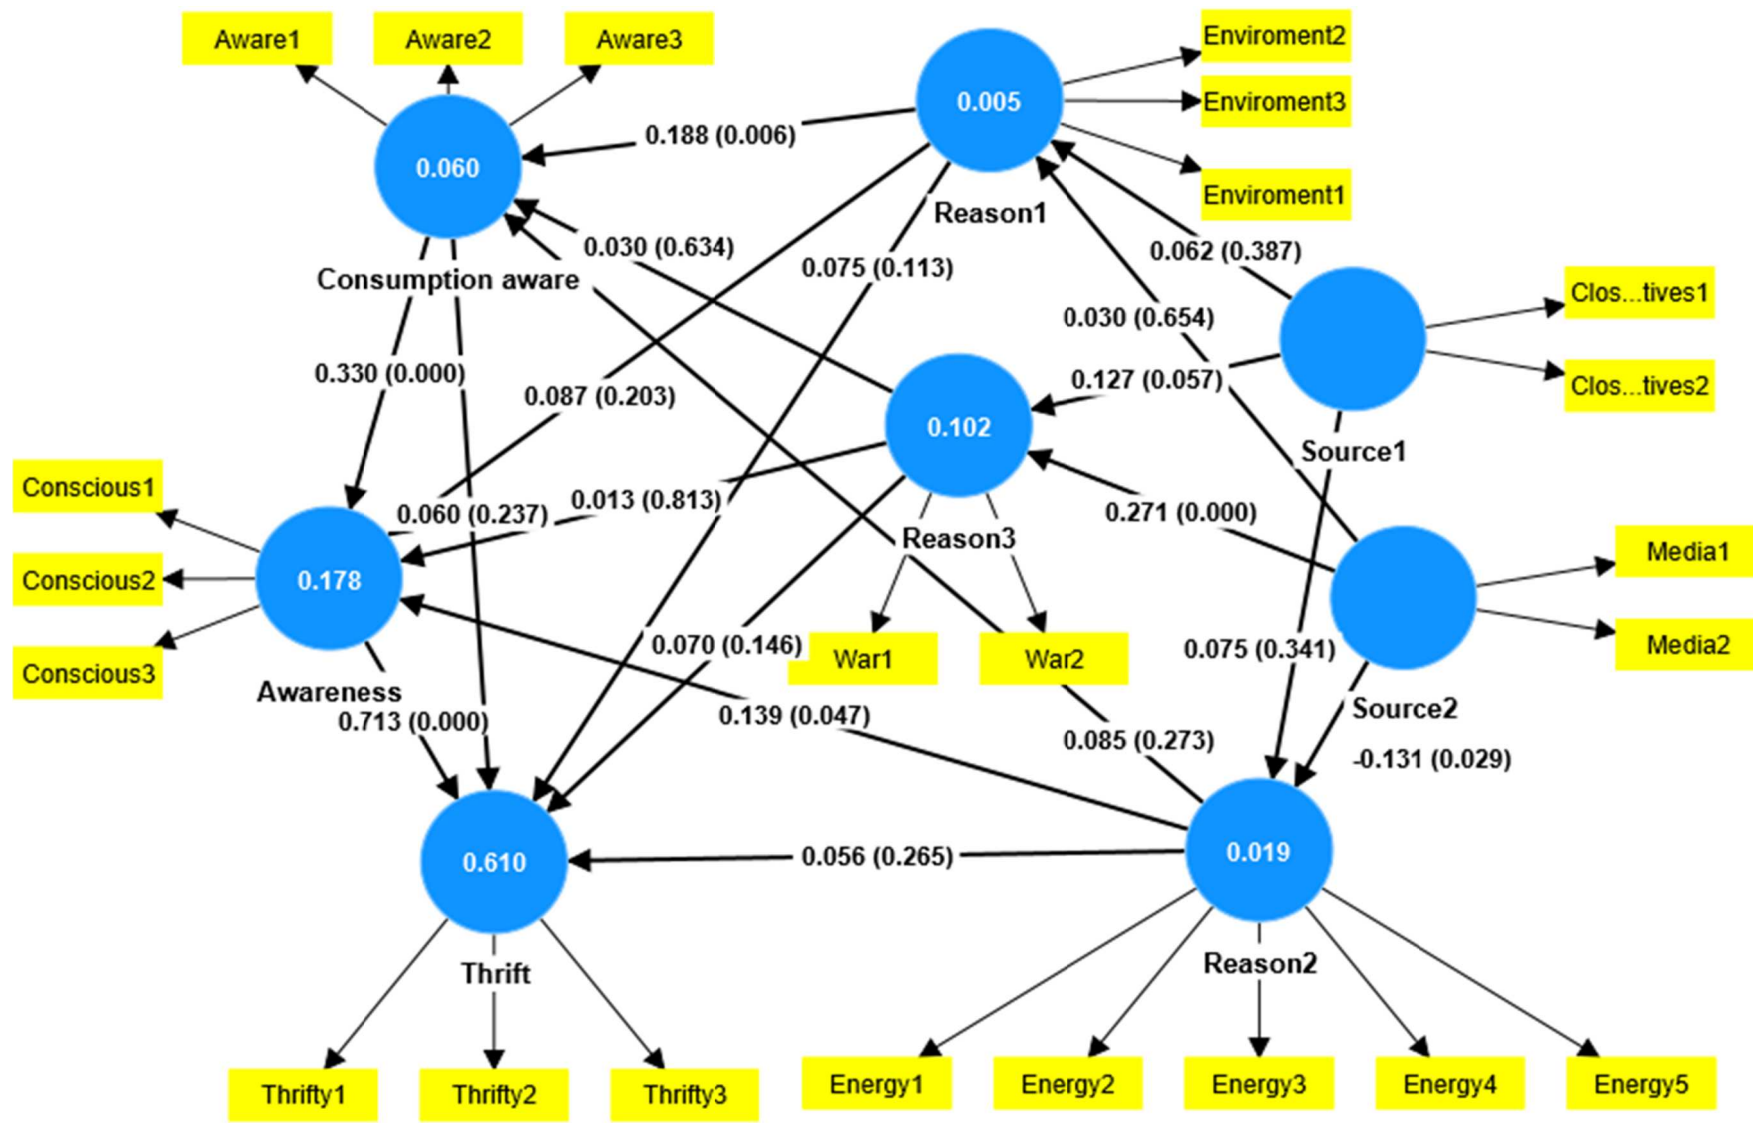 Aware1
Aware2
Aware3
Enviroment2
Enviroment3
Enviroment1
0.005
0.060
0.188 (0.006)
Reason1
Consumption aware
0.030 (0.634)
0.075 (0.113)
0.062 (0.387)
Clos...tives1
Clos...tives2
0.030 (0.654)
0.330 (0.000)
0.087 (0.203)
0.127 (0.057)
0.102
Source1
Conscious1
Conscious2
Conscious3
0.060 (0.237)
0.013 (0.813)
0.271 (0.000)
Reason3
0.178
Media1
Media2
0.070 (0.146)
War1
War2
0.075 (0.341)
Awareness
0.713 (0.000)
0.139 (0.047)
0.085 (0.273)
Source2
-0.131 (0.029)
0.610
0.056 (0.265)
0.019
Thrift
Reason2
Thrifty1
Thrifty2
Thrifty3
Energy1
Energy2
Energy3
Energy4
Energy5